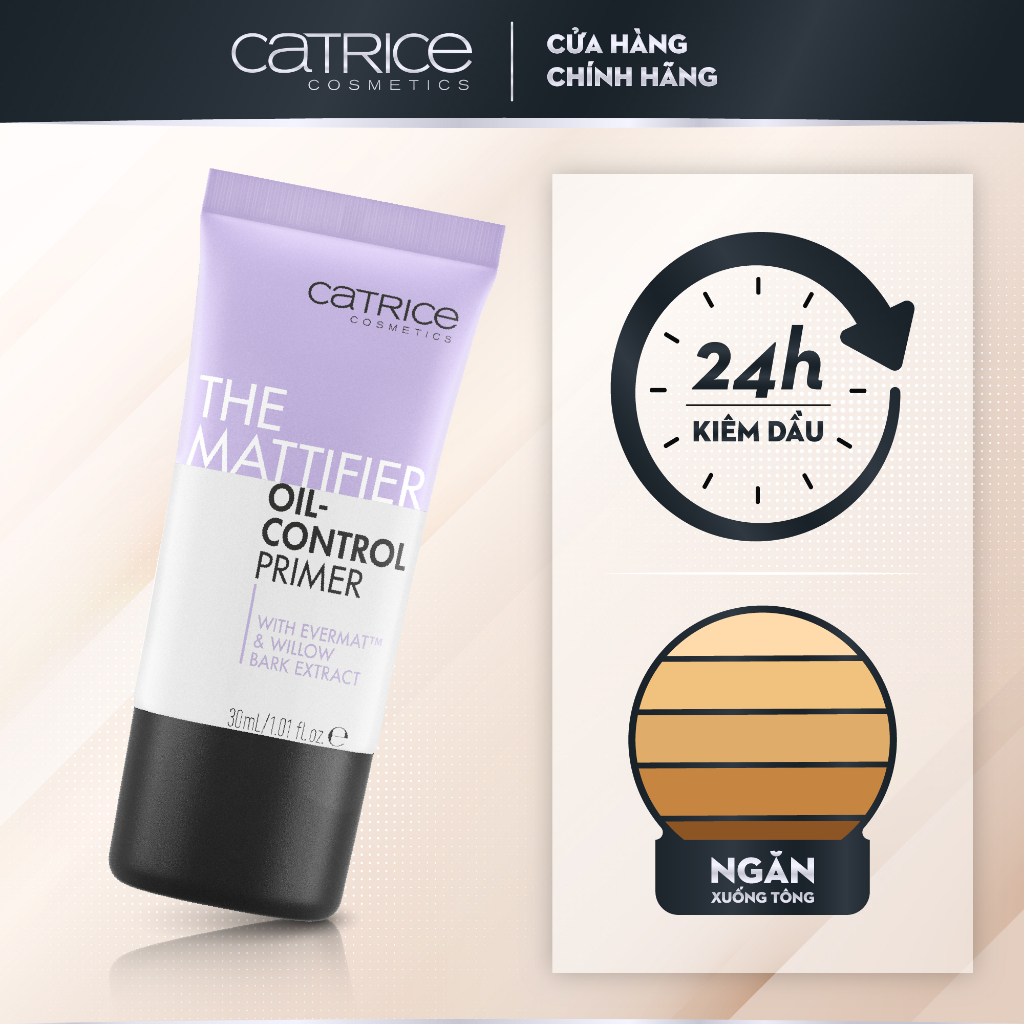 CATRICE
COSMETICS
CỬA HÀNG
CHÍNH HÃNG
CATRICE
COSMETICS
THE
MATTIFIER
OIL-
CONTROL
PRIMER
WITH EVERMAT™
& WILLOW
BARK EXTRACT
30mL/1.01 fl.oz. ℮
24h
KIÊM DẦU
NGĂN
XUỐNG TÔNG